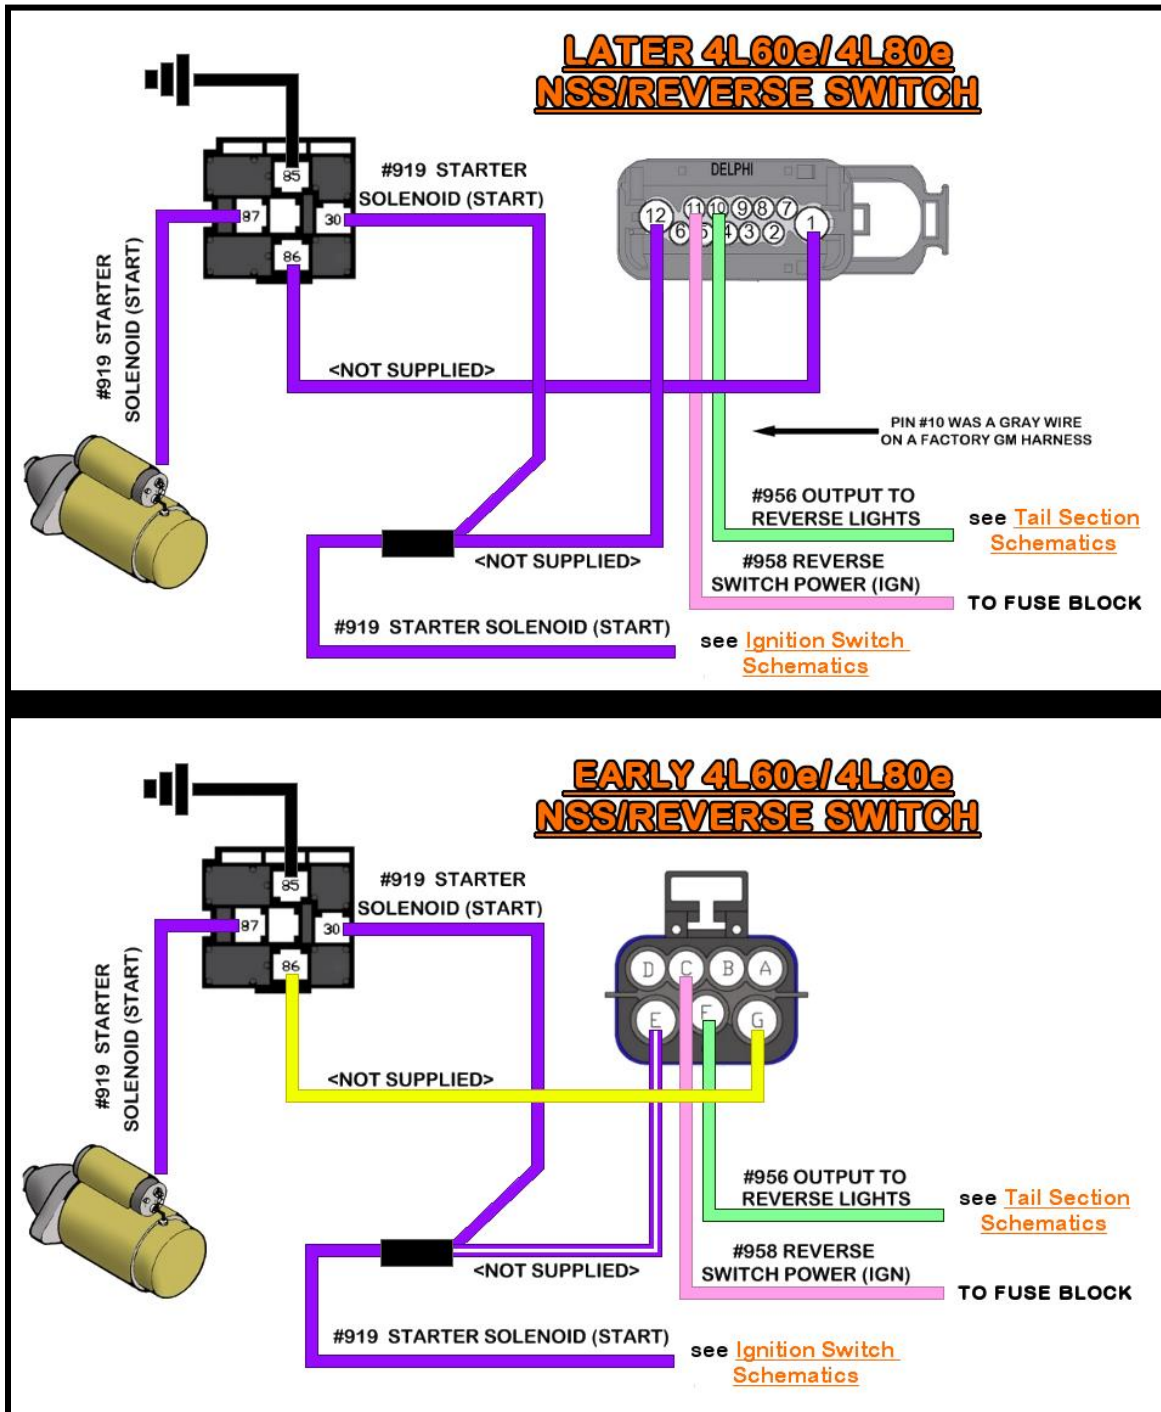 LATER 4L60e/4L80e
NSS/REVERSE SWITCH
85
87
30
86
#919 STARTER
SOLENOID (START)
#919 STARTER
SOLENOID (START)
DELPHI
12
11
10
9
8
7
6
5
4
3
2
1
<NOT SUPPLIED>
PIN #10 WAS A GRAY WIRE
ON A FACTORY GM HARNESS
#956 OUTPUT TO
REVERSE LIGHTS
see Tail Section
Schematics
<NOT SUPPLIED>
#958 REVERSE
SWITCH POWER (IGN)
TO FUSE BLOCK
#919 STARTER SOLENOID (START)
see Ignition Switch
Schematics
EARLY 4L60e/4L80e
NSS/REVERSE SWITCH
85
87
30
86
#919 STARTER
SOLENOID (START)
#919 STARTER
SOLENOID (START)
D
C
B
A
E
F
G
<NOT SUPPLIED>
#956 OUTPUT TO
REVERSE LIGHTS
see Tail Section
Schematics
#958 REVERSE
SWITCH POWER (IGN)
TO FUSE BLOCK
<NOT SUPPLIED>
#919 STARTER SOLENOID (START)
see Ignition Switch
Schematics